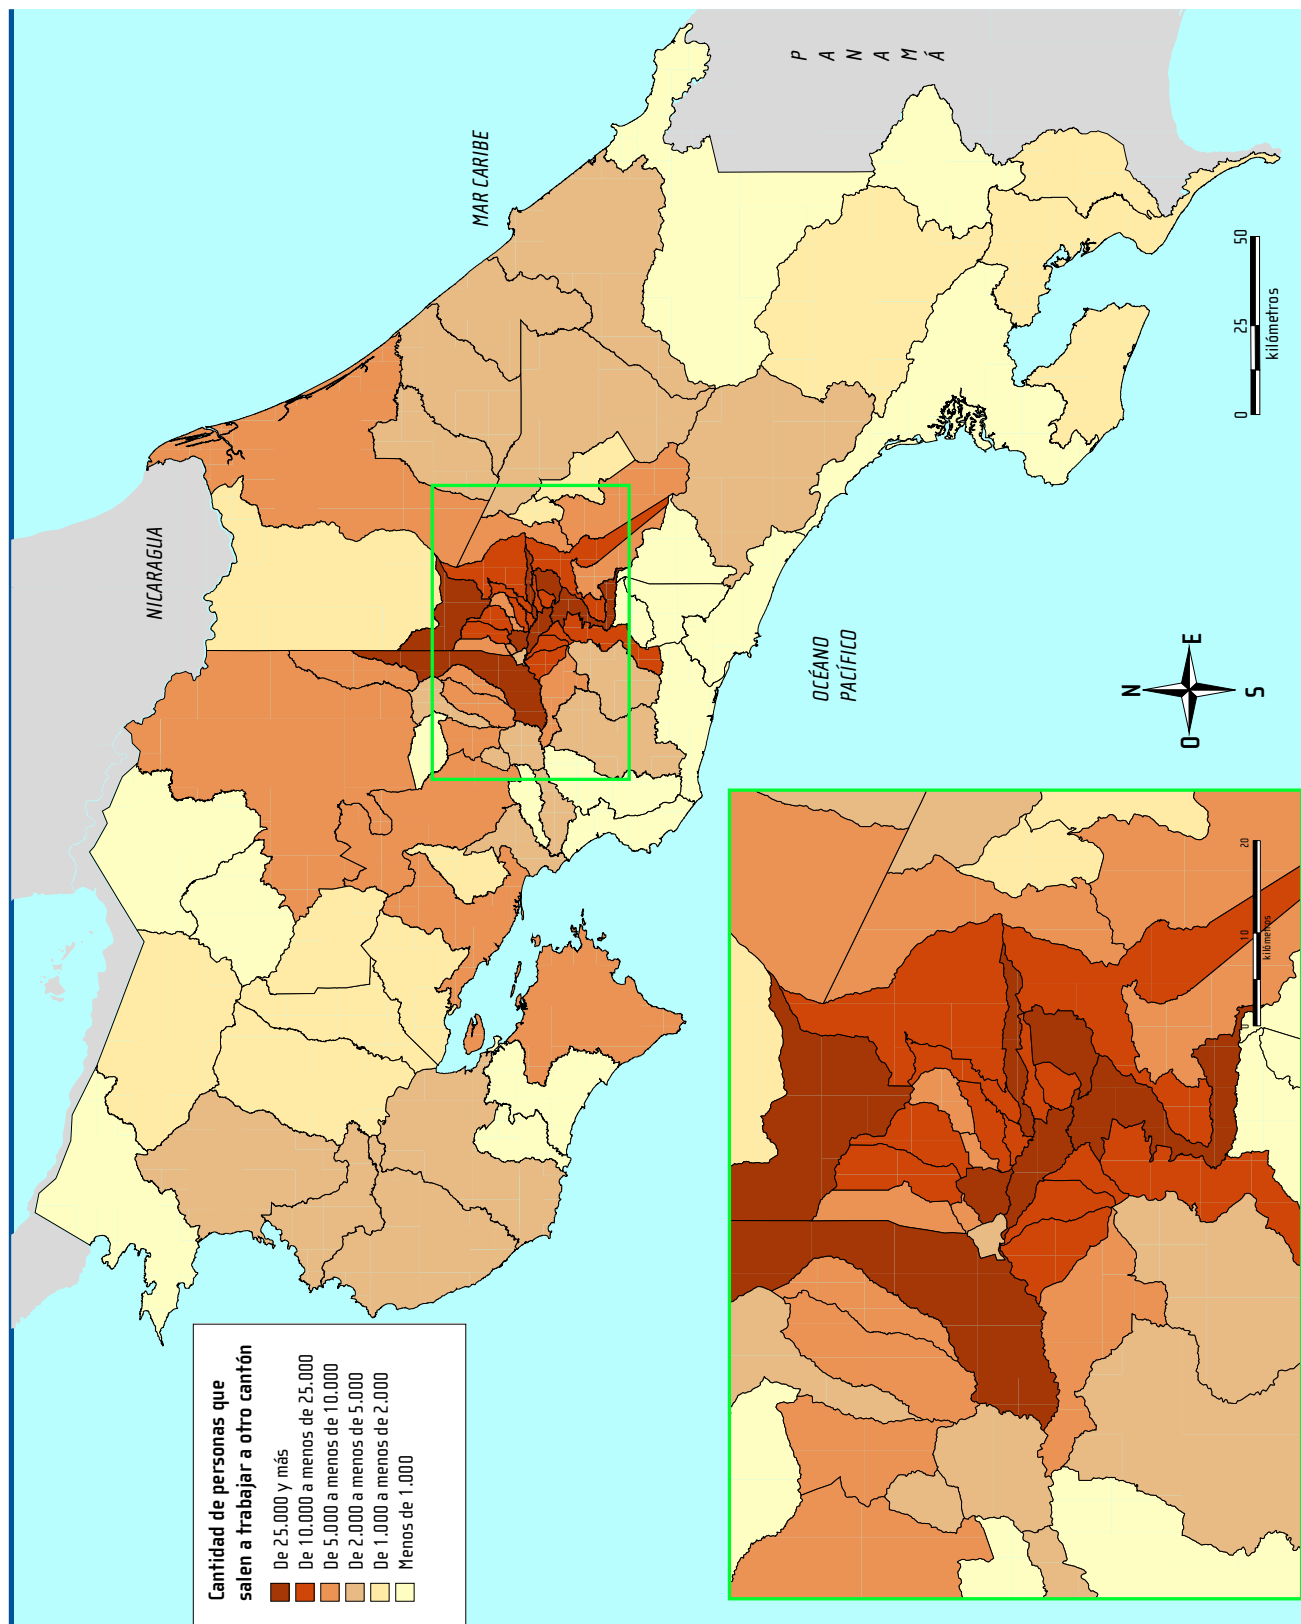 NICARAGUA
MAR CARIBE
P
A
N
A
M
Á
OCÉANO
PACÍFICO
N
O
E
S
0
25
50
kilómetros
Cantidad de personas que
salen a trabajar a otro cantón
De 25.000 y más
De 10.000 a menos de 25.000
De 5.000 a menos de 10.000
De 2.000 a menos de 5.000
De 1.000 a menos de 2.000
Menos de 1.000
0
10
20
kilómetros